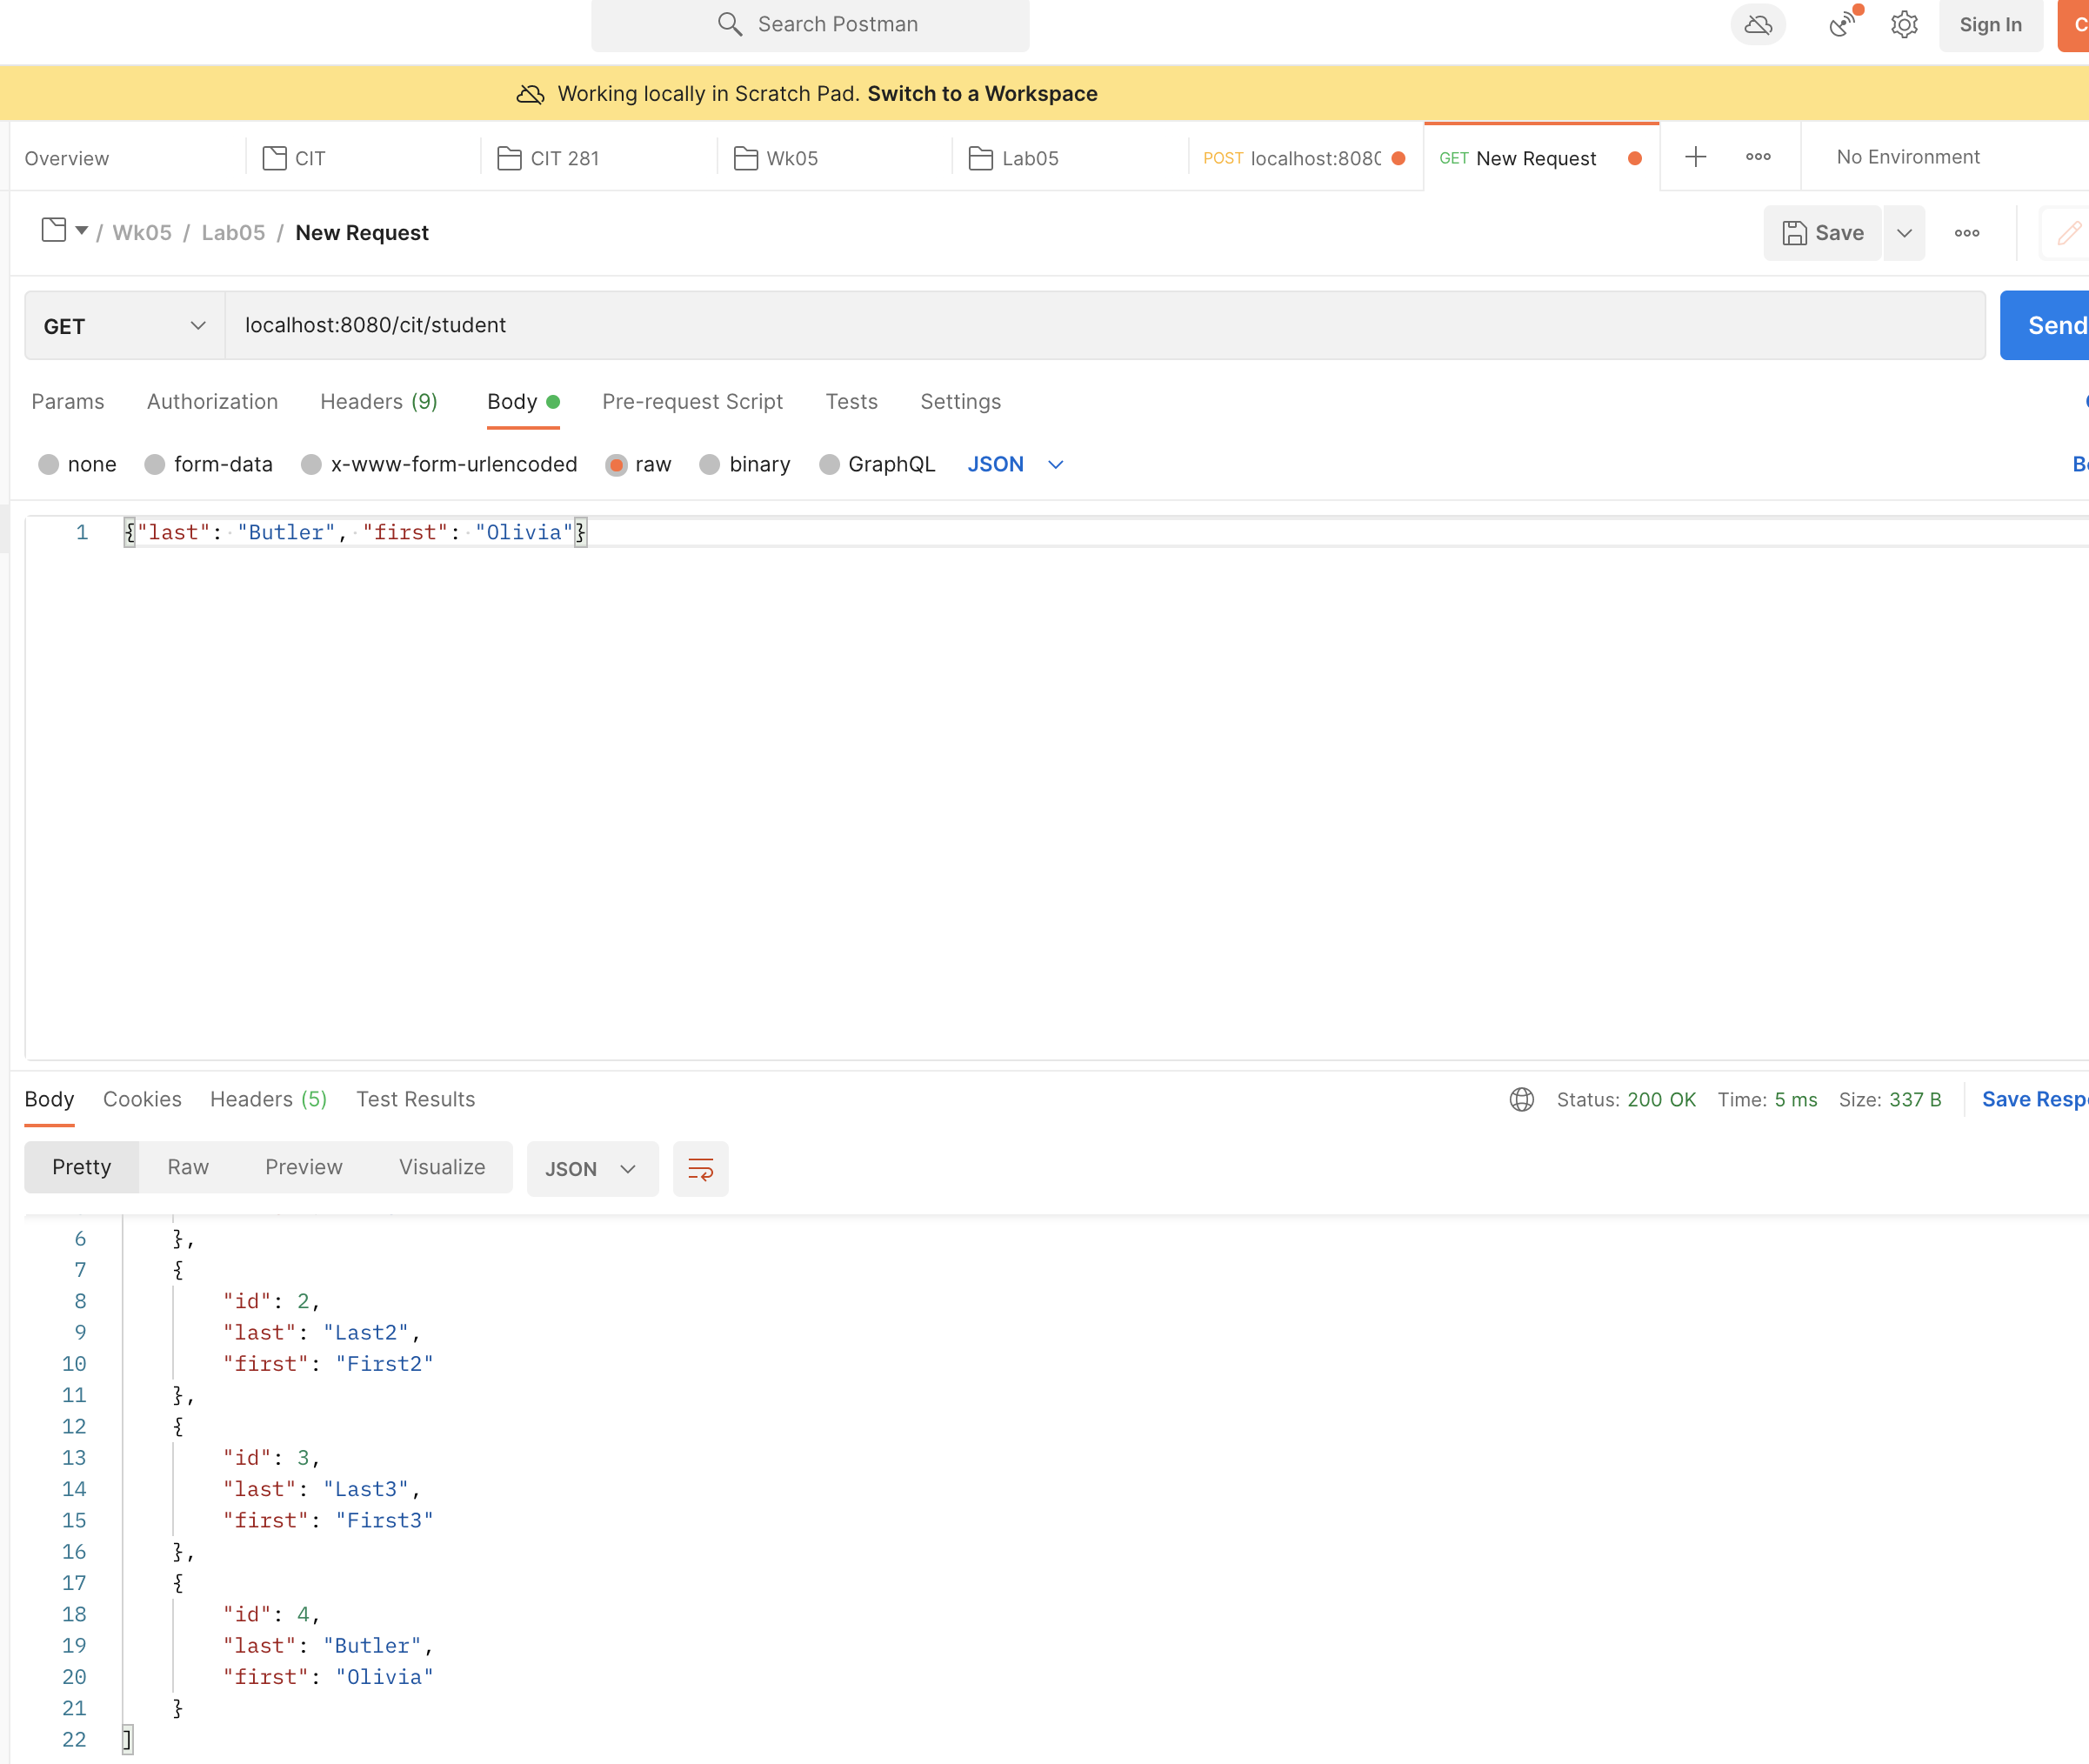 Search Postman
Sign In
Working locally in Scratch Pad. Switch to a Workspace
Overview CIT CIT 281 Wk05 Lab05 POST localhost:808 GET New Request No Environment
/ Wk05 / Lab05 / New Request
Save
GET localhost:8080/cit/student
Send
Params Authorization Headers (9) Body Pre-request Script Tests Settings
none form-data x-www-form-urlencoded raw binary GraphQL JSON
1 {"last": "Butler", "first": "Olivia"}
Body Cookies Headers (5) Test Results
Status: 200 OK Time: 5 ms Size: 337 B Save Resp
Pretty Raw Preview Visualize JSON
6 },
7 {
8 "id": 2,
9 "last": "Last2",
10 "first": "First2"
11 },
12 {
13 "id": 3,
14 "last": "Last3",
15 "first": "First3"
16 },
17 {
18 "id": 4,
19 "last": "Butler",
20 "first": "Olivia"
21 }
22 ]